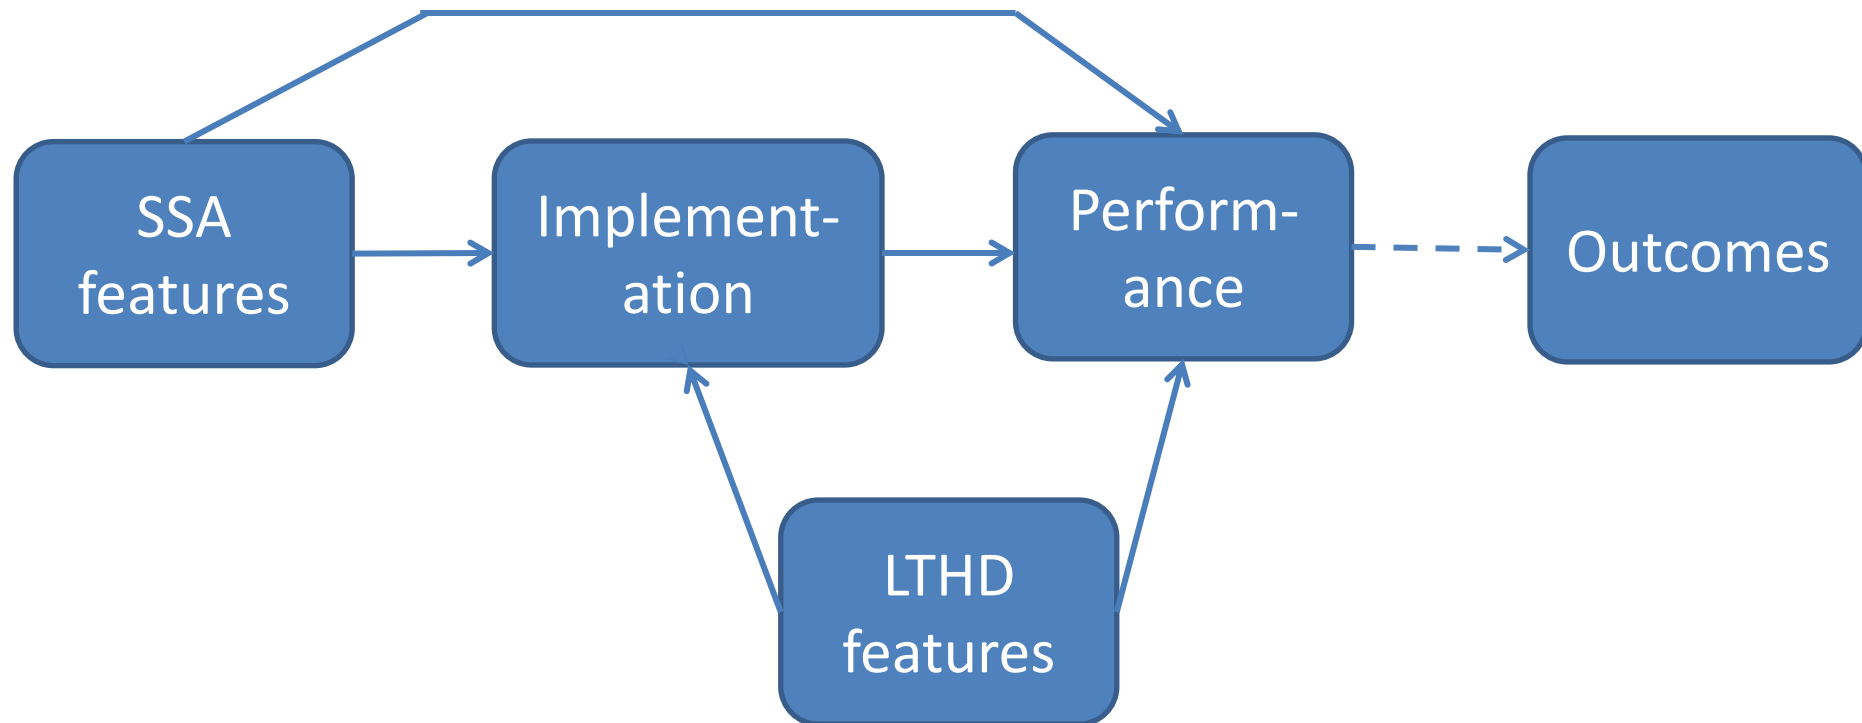 SSA
features
Implement-
ation
Perform-
ance
Outcomes
LTHD
features